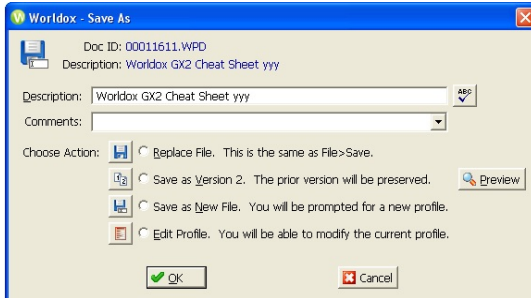 Worldox - Save As
Doc ID: 00011611.WPD
Description: Worldox GX2 Cheat Sheet yyy
Description: Worldox GX2 Cheat Sheet yyy
ABC
Comments:
Choose Action: Replace File. This is the same as File>Save.
Save as Version 2. The prior version will be preserved. Preview
Save as New File. You will be prompted for a new profile.
Edit Profile. You will be able to modify the current profile.
OK Cancel